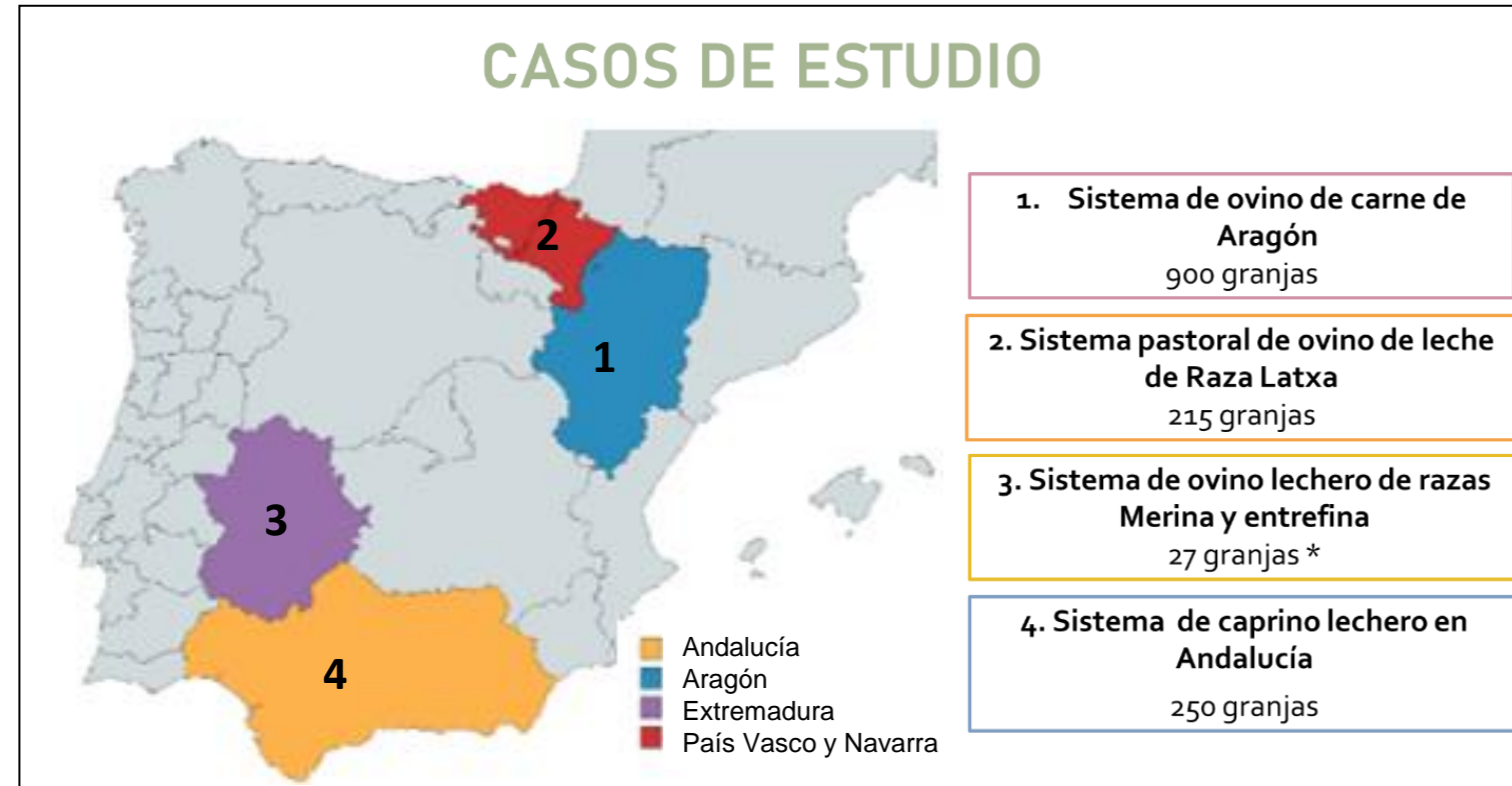 CASOS DE ESTUDIO
2
1
3
4
Andalucía
Aragón
Extremadura
País Vasco y Navarra
1. Sistema de ovino de carne de
Aragón
900 granjas
2. Sistema pastoral de ovino de leche
de Raza Latxa
215 granjas
3. Sistema de ovino lechero de razas
Merina y entrefina
27 granjas *
4. Sistema de caprino lechero en
Andalucía
250 granjas